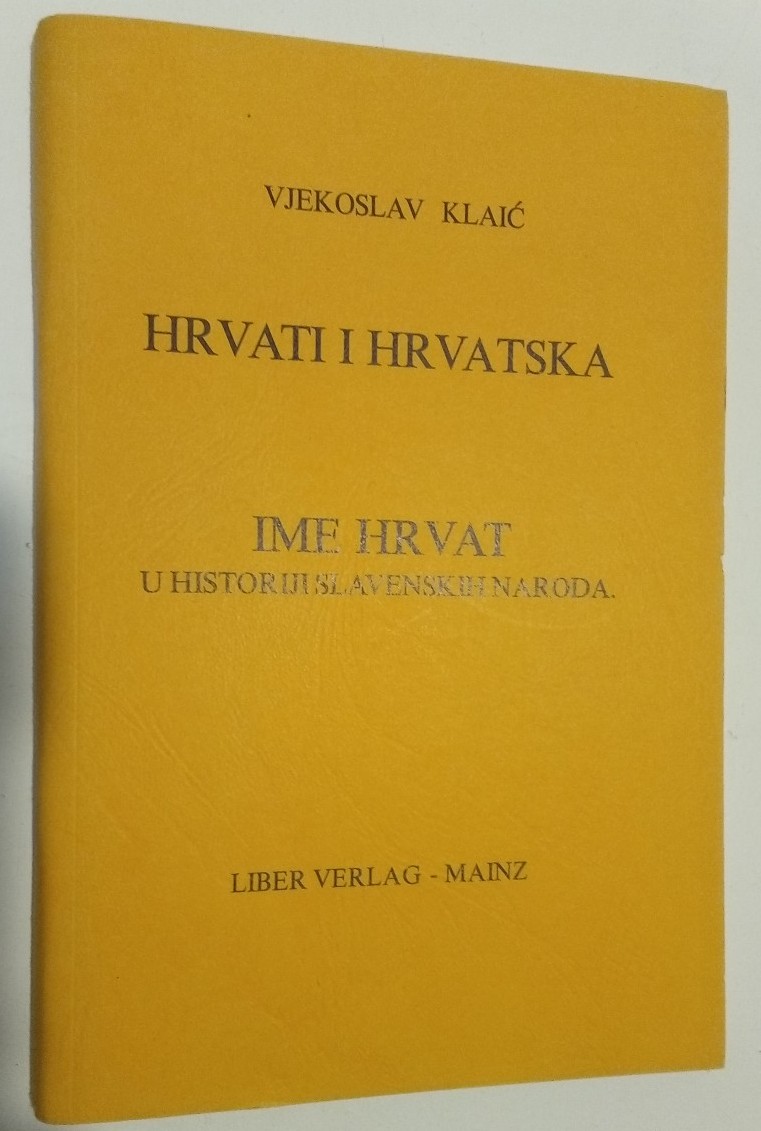 VJEKOSLAV KLAIĆ
HRVATI I HRVATSKA
IME HRVAT
U HISTORIJI SLAVENSKIH NARODA.
LIBER VERLAG - MAINZ